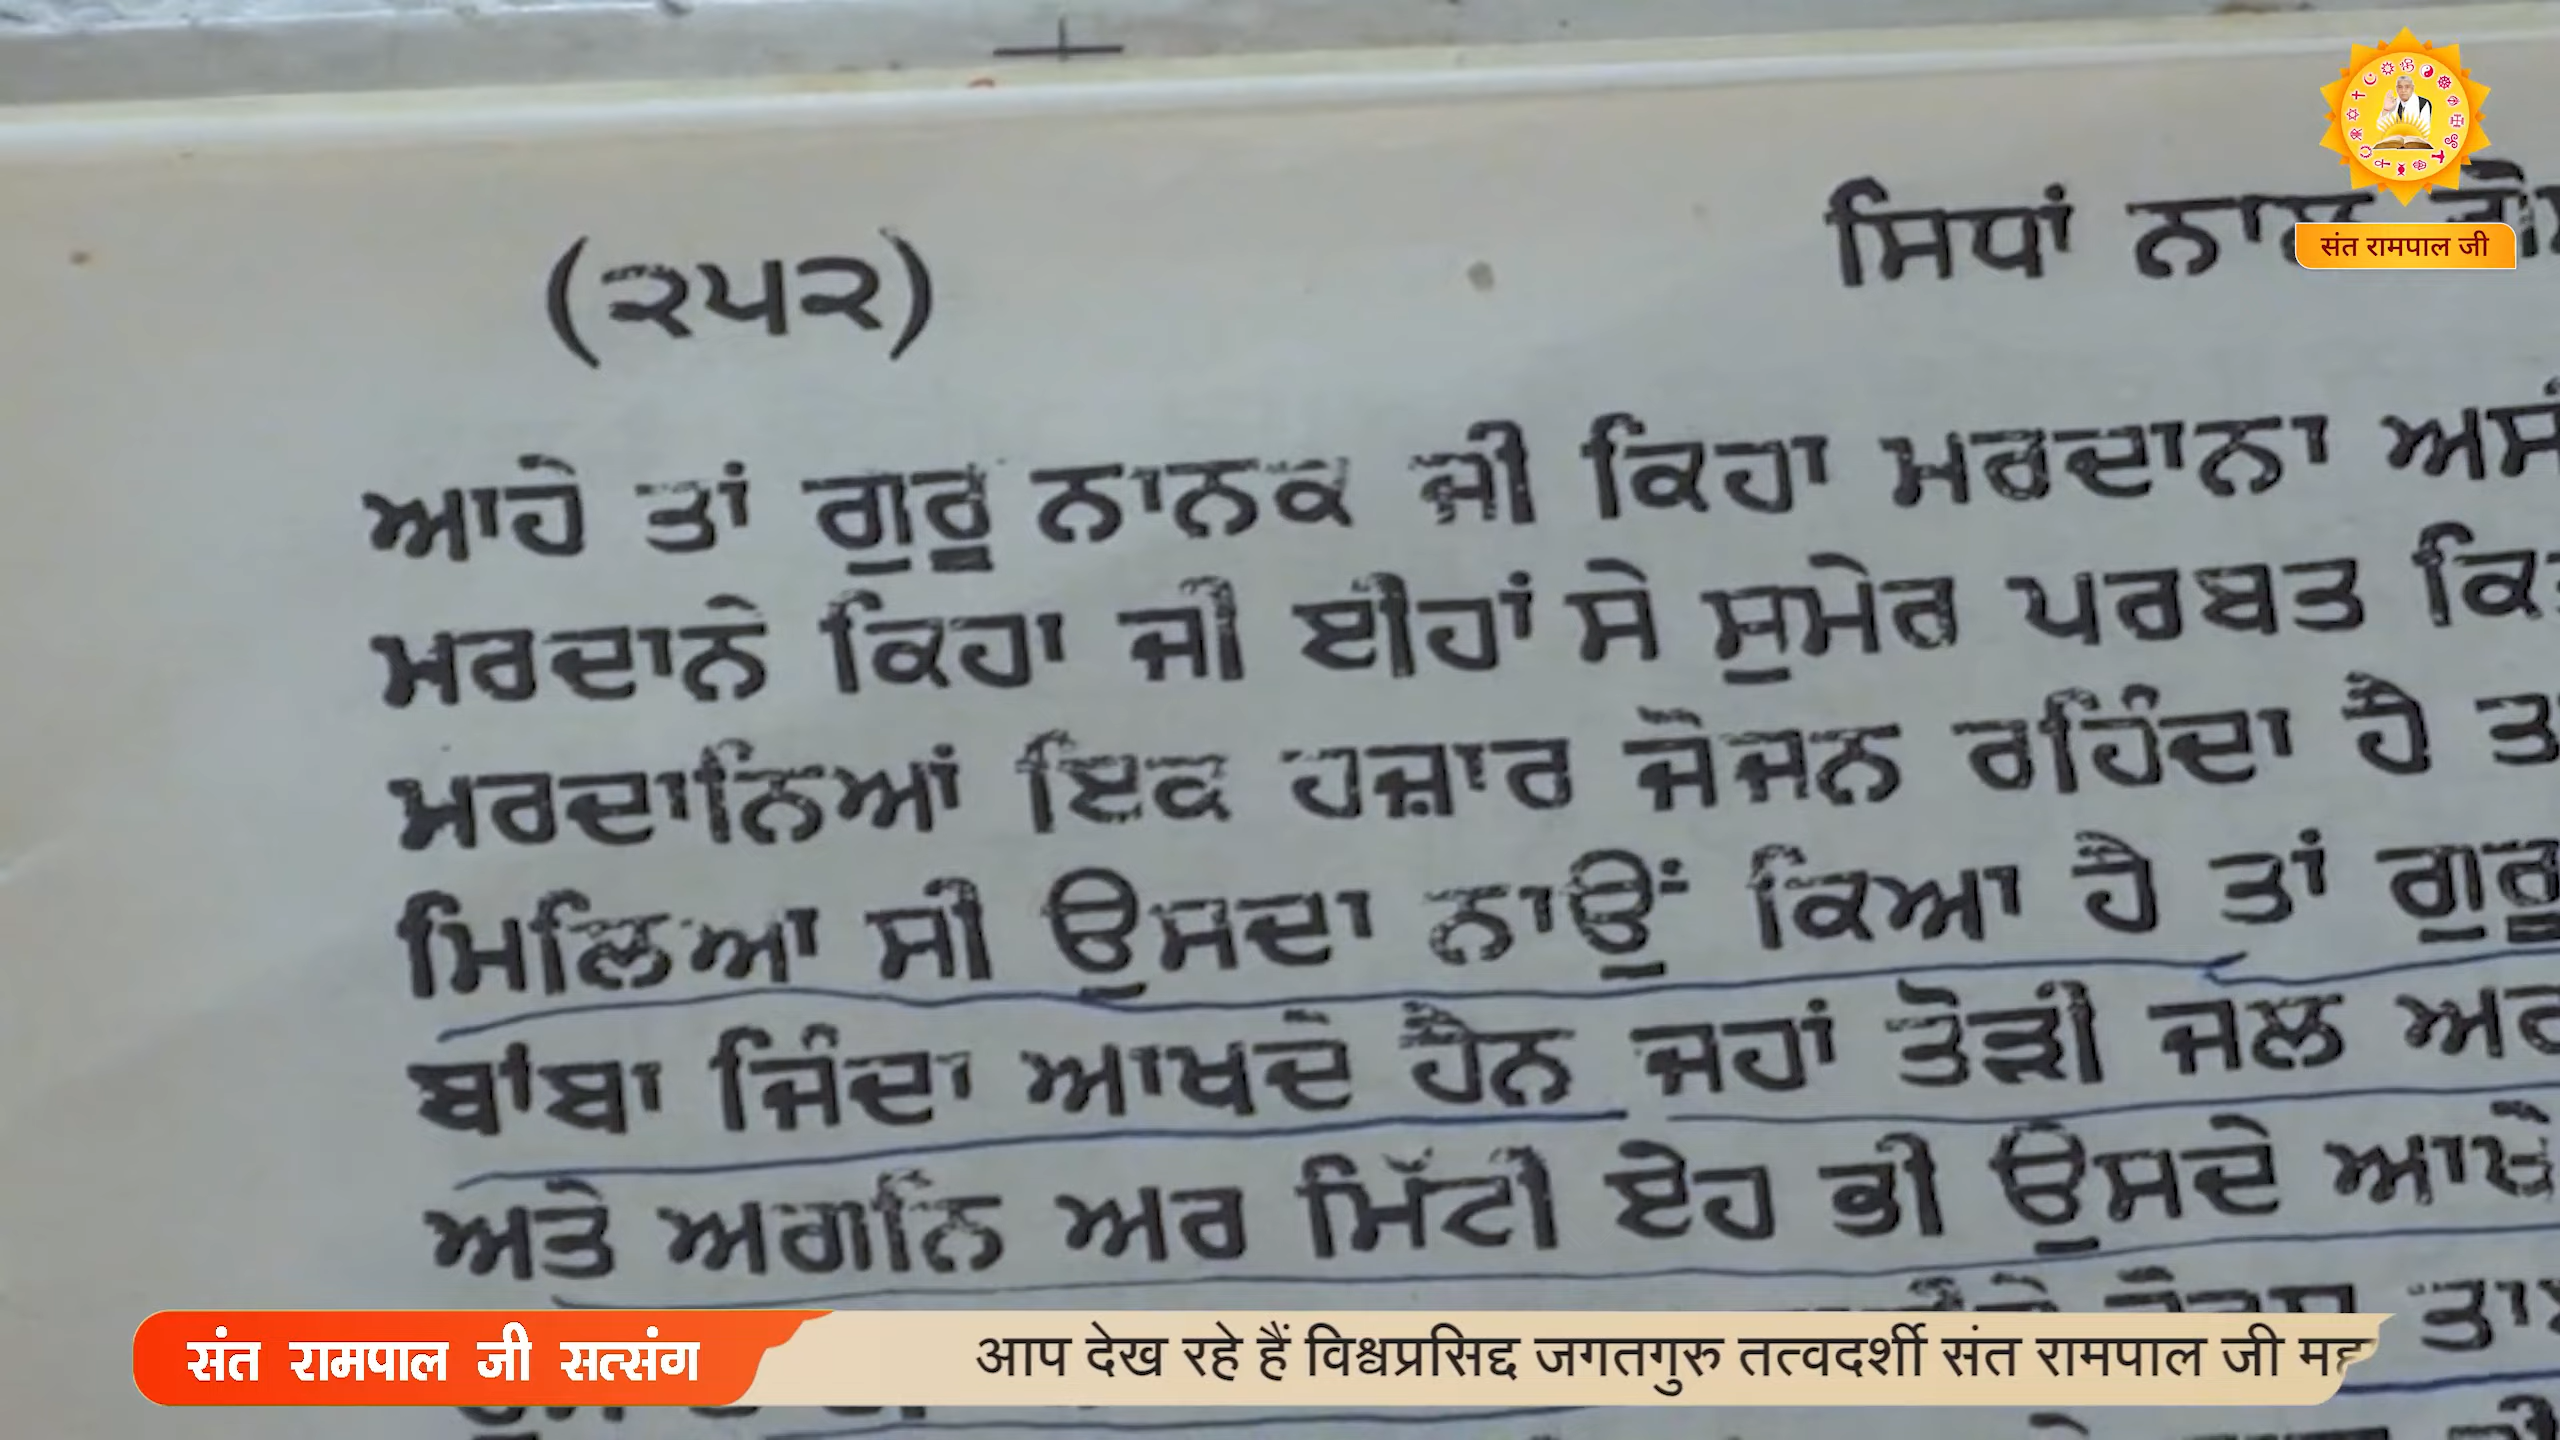 (੨੫੨)
ਸਿਧਾਂ
संत रामपाल जी
ਆਹੇ ਤਾਂ ਗੁਰੂ ਨਾਨਕ ਜੀ ਕਿਹਾ ਮਰਦਾਨਾ
ਮਰਦਾਨੇ ਕਿਹਾ ਜੀ ਈਹਾਂ ਸੇ ਸੁਮੇਰ ਪਰਬਤ
ਮਰਦਾਨਿਆਂ ਇਕ ਹਜ਼ਾਰ ਜੋਜਨ ਰਹਿੰਦਾ ਹੈ
ਮਿਲਿਆ ਸੀ ਉਸਦਾ ਨਾਉਂ ਕਿਆ ਹੈ ਤਾਂ ਗੁਰੂ
ਬਾਬਾ ਜਿੰਦਾ ਆਖਦੇ ਹੈਨ ਜਹਾਂ ਤੋੜੀ ਜਲ
ਅਤੇ ਅਗਨਿ ਅਰ ਮਿੱਟੀ ਏਹ ਭੀ ਉਸਦੇ
संत रामपाल जी सत्संग
आप देख रहे हैं विश्वप्रसिद्द जगतगुरु तत्वदर्शी संत रामपाल जी